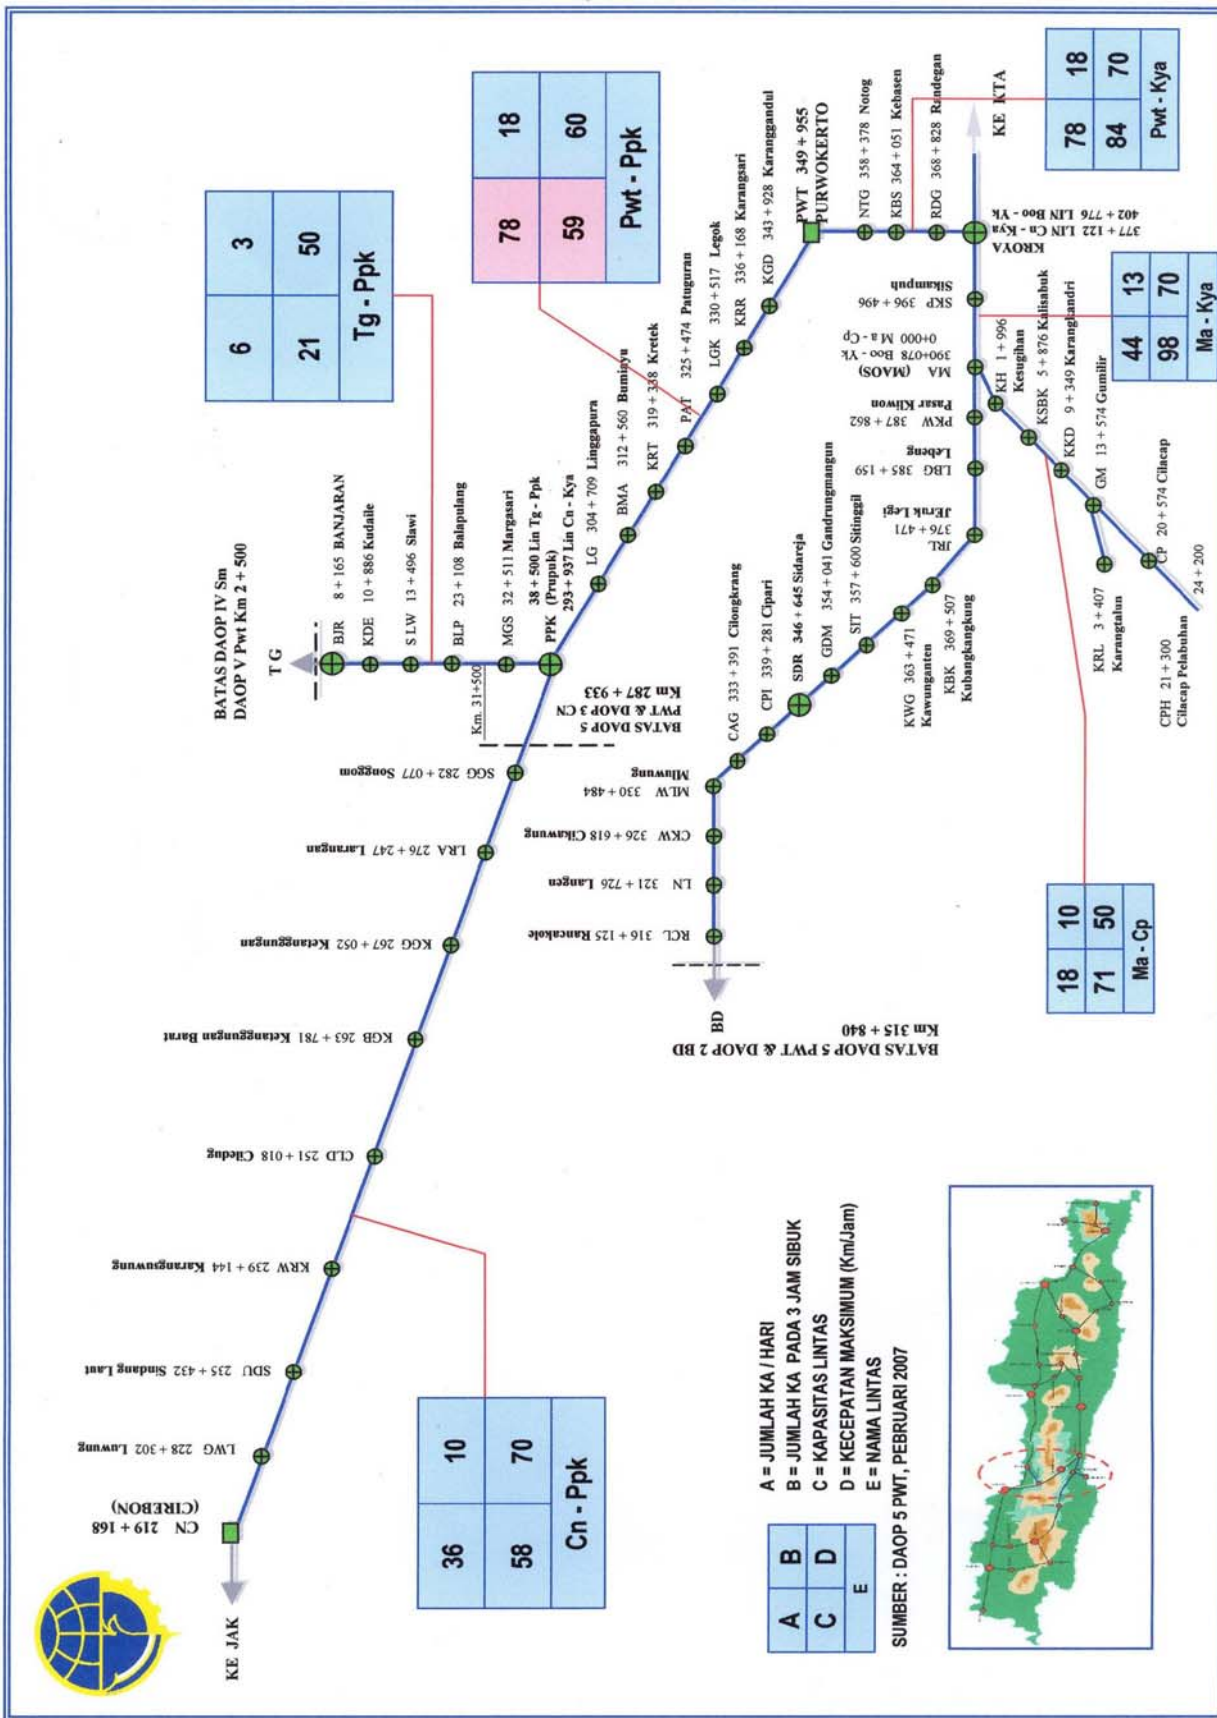 KE JAK
CN 219 + 168
(CIREBON)
LWG 228 + 302 Luwung
SDU 235 + 432 Sindang Laut
KRW 239 + 144 Karangsuwung
CLD 251 + 018 Ciledug
KGB 263 + 781 Ketanggungan Barat
KGG 267 + 052 Ketanggungan
LRA 276 + 247 Larangan
SGG 282 + 077 Songgom
BATAS DAOP 5
PWT & DAOP 3 CN
Km 287 + 933
Km. 31+500
BATAS DAOP IV Sm
DAOP V Pwt Km 2 + 500
T G
BJR 8 + 165 BANJARAN
KDE 10 + 886 Kudaile
S LW 13 + 496 Slawi
BLP 23 + 108 Balapulang
MGS 32 + 511 Margasari
PPK 38 + 500 Lin Tg - Ppk
(Prupuk)
293 + 937 Lin Cn - Kya
LG 304 + 709 Linggapura
BMA 312 + 560 Bumiayu
KRT 319 + 338 Kretek
PAT 325 + 474 Patuguran
LGK 330 + 517 Legok
KRR 336 + 168 Karangsari
KGD 343 + 928 Karanggandul
PWT 349 + 955
PURWOKERTO
NTG 358 + 378 Notog
KBS 364 + 051 Kebasen
RDG 368 + 828 Randegan
KE KTA
KROYA
377 + 122 LIN Cn - Kya
402 + 776 LIN Boo - Yk
SKP 396 + 496
Sikampuh
MA (MAOS)
390+078 Boo - Yk
0+000 M a - Cp
PKW 387 + 862
Pasar Kliwon
LBG 385 + 159
Lebeng
JRL
376 + 471
JEruk Legi
KBK 369 + 507
Kubangkangkung
KWG 363 + 471
Kawunganten
SIT 357 + 600 Sitinggil
GDM 354 + 041 Gandrungmangun
SDR 346 + 645 Sidareja
CPI 339 + 281 Cipari
CAG 333 + 391 Cilongkrang
MLW 330 + 484
Mluwung
CKW 326 + 618 Cikawung
LN 321 + 726 Langen
RCL 316 + 125 Rancakole
BD
BATAS DAOP 5 PWT & DAOP 2 BD
Km 315 + 840
KH 1 + 996
Kesugihan
KSBK 5 + 876 Kalisabuk
KKD 9 + 349 Karangkandri
GM 13 + 574 Gumilir
KRL 3 + 407
Karangtalun
CP 20 + 574 Cilacap
CPH 21 + 300
Cilacap Pelabuhan
24 + 200
36 10
58 70
Cn - Ppk
6 3
21 50
Tg - Ppk
78 18
59 60
Pwt - Ppk
78 18
84 70
Pwt - Kya
44 13
98 70
Ma - Kya
18 10
71 50
Ma - Cp
A B
C D
E
A = JUMLAH KA / HARI
B = JUMLAH KA PADA 3 JAM SIBUK
C = KAPASITAS LINTAS
D = KECEPATAN MAKSIMUM (Km/Jam)
E = NAMA LINTAS
SUMBER : DAOP 5 PWT, PEBRUARI 2007